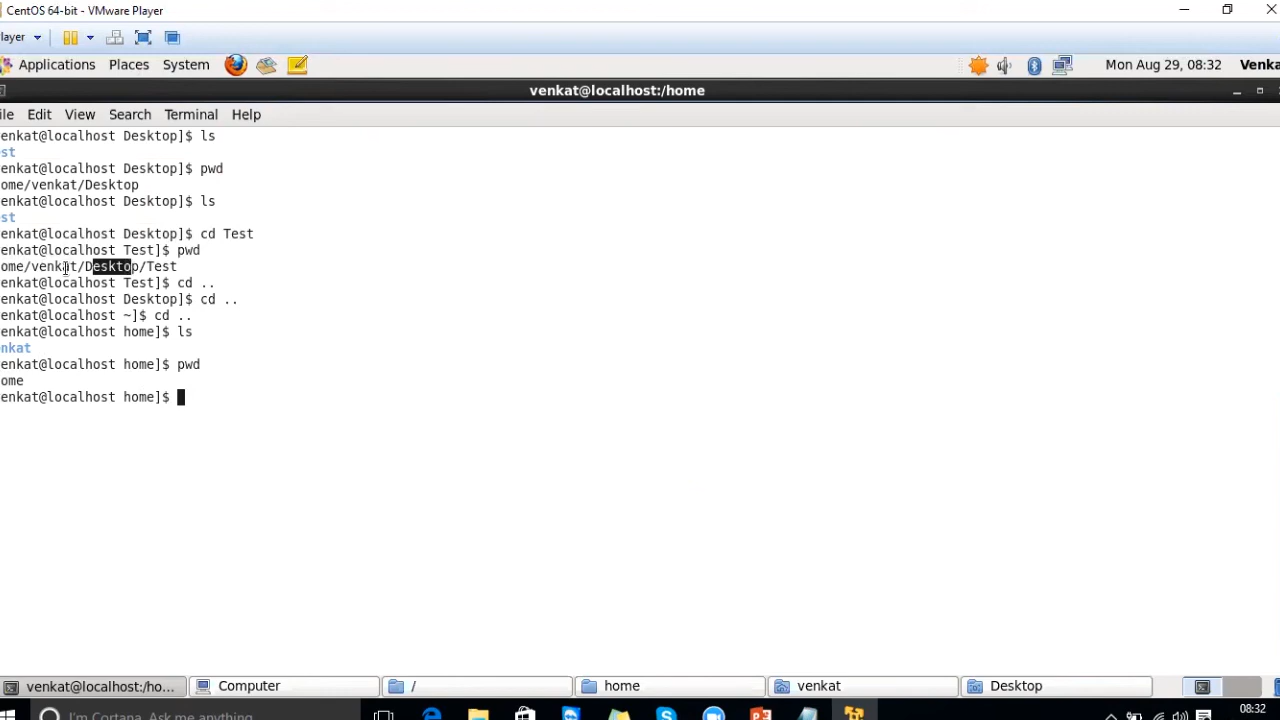 CentOS 64-bit - VMware Player
layer
Applications Places System Mon Aug 29, 08:32 Venka
venkat@localhost:/home
ile Edit View Search Terminal Help
enkat@localhost Desktop]$ ls
st
enkat@localhost Desktop]$ pwd
ome/venkat/Desktop
enkat@localhost Desktop]$ ls
st
enkat@localhost Desktop]$ cd Test
enkat@localhost Test]$ pwd
ome/venkat/Desktop/Test
enkat@localhost Test]$ cd ..
enkat@localhost Desktop]$ cd ..
enkat@localhost ~]$ cd ..
enkat@localhost home]$ ls
nkat
enkat@localhost home]$ pwd
ome
enkat@localhost home]$
venkat@localhost:/ho... Computer / home venkat Desktop
I'm Cortana. Ask me anything. 08:32